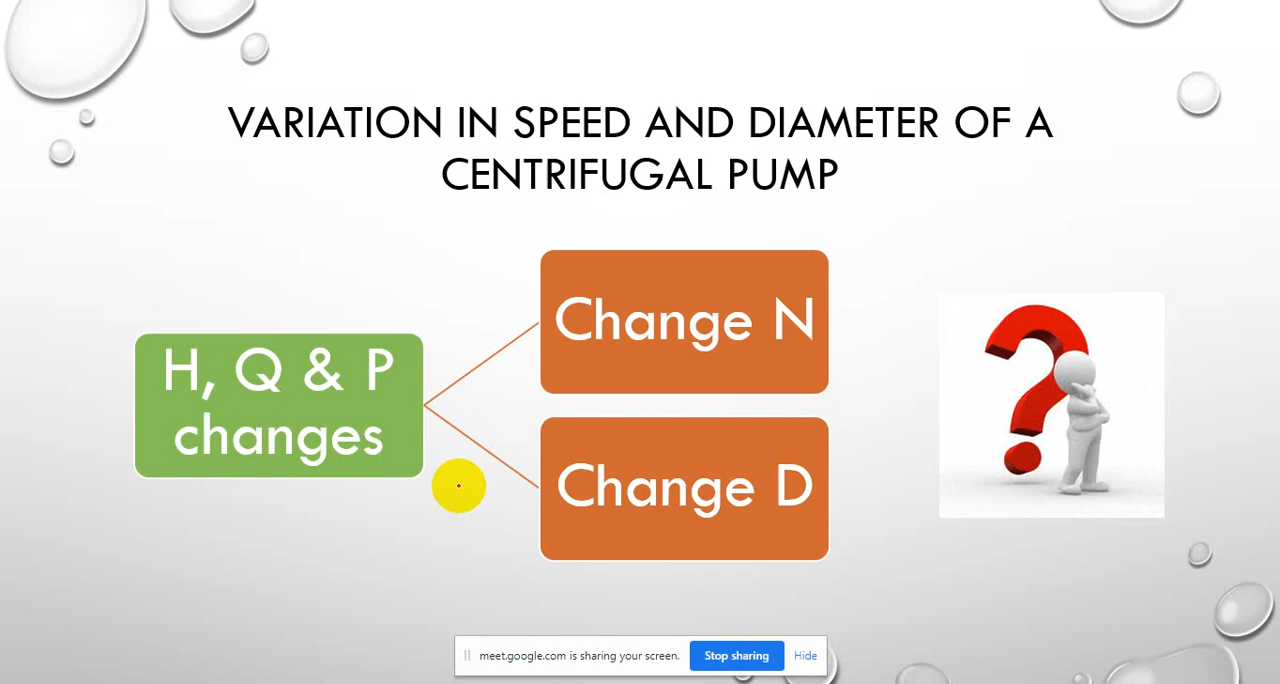 VARIATION IN SPEED AND DIAMETER OF A
CENTRIFUGAL PUMP
H, Q & P
changes
Change N
Change D
meet.google.com is sharing your screen.
Stop sharing
Hide